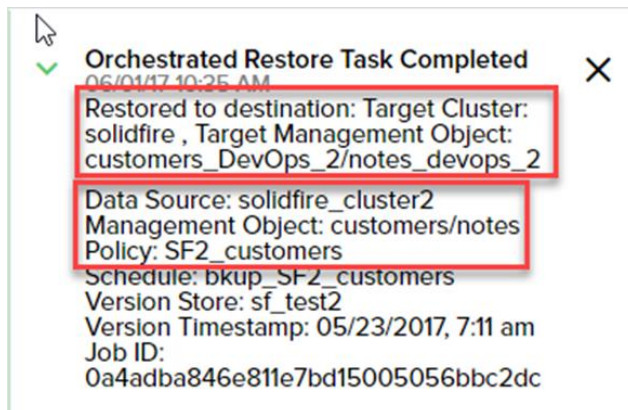 Orchestrated Restore Task Completed
06/01/17 10:25 AM
Restored to destination: Target Cluster:
solidfire , Target Management Object:
customers_DevOps_2/notes_devops_2
Data Source: solidfire_cluster2
Management Object: customers/notes
Policy: SF2_customers
Schedule: bkup_SF2_customers
Version Store: sf_test2
Version Timestamp: 05/23/2017, 7:11 am
Job ID:
0a4adba846e811e7bd15005056bbc2dc